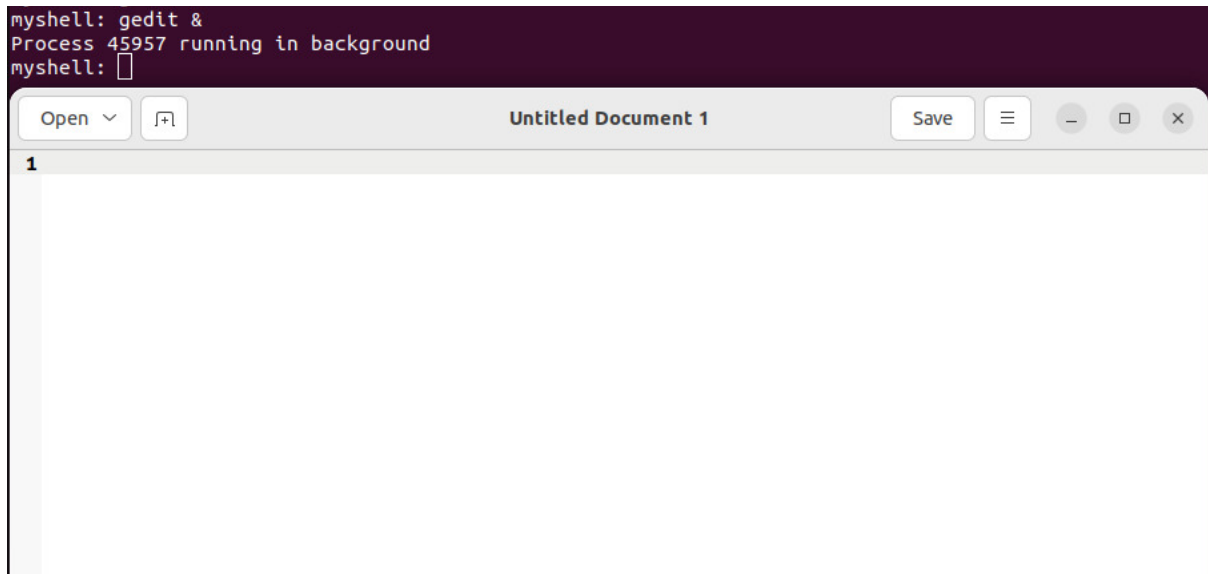 myshell: gedit &
Process 45957 running in background
myshell:
Open Untitled Document 1 Save
1